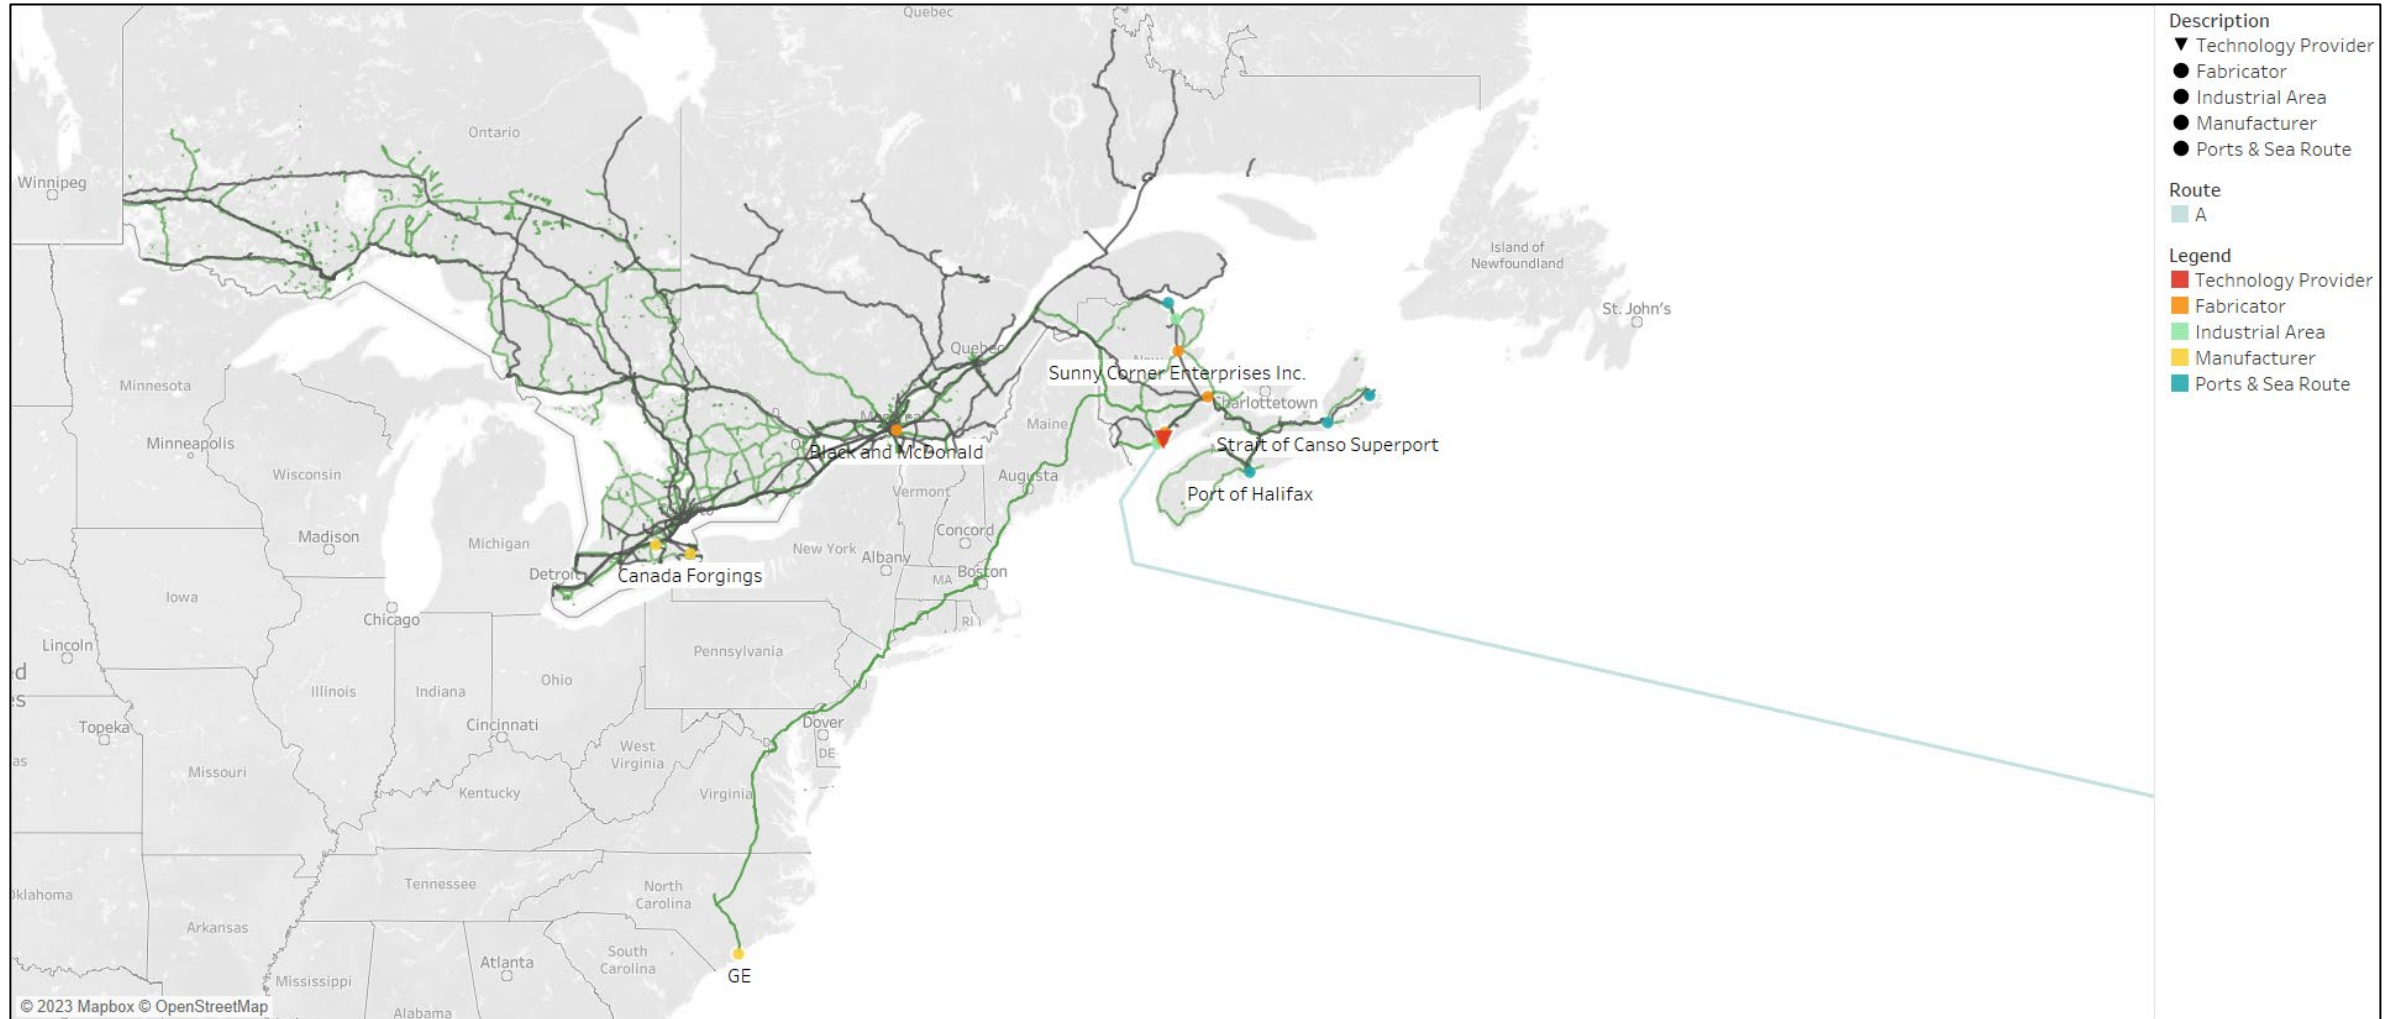 Quebec
Ontario
Winnipeg
Island of
Newfoundland
St. John's
Minnesota
Quebec
Sunny Corner Enterprises Inc.
Charlottetown
Minneapolis
Wisconsin
Maine
Strait of Canso Superport
Black and McDonald
Augusta
Vermont
Port of Halifax
Madison
Michigan
New York
Albany
Concord
Detroit
Canada Forgings
MA
Boston
Iowa
Chicago
CT
RI
Lincoln
Pennsylvania
Illinois
Indiana
Ohio
NJ
Topeka
Cincinnati
Dover
West
Virginia
DE
Missouri
Kentucky
Virginia
Tennessee
North
Carolina
Oklahoma
Arkansas
South
Carolina
Atlanta
GE
Mississippi
Alabama
© 2023 Mapbox © OpenStreetMap
Description
Technology Provider
Fabricator
Industrial Area
Manufacturer
Ports & Sea Route
Route
A
Legend
Technology Provider
Fabricator
Industrial Area
Manufacturer
Ports & Sea Route